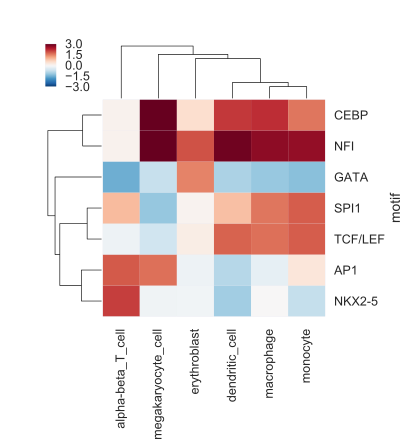 3.0
1.5
0.0
−1.5
−3.0
CEBP
NFI
GATA
SPI1
TCF/LEF
AP1
NKX2-5
motif
alpha-beta_T_cell
megakaryocyte_cell
erythroblast
dendritic_cell
macrophage
monocyte